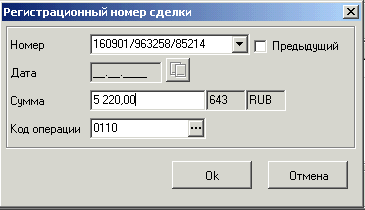 Регистрационный номер сделки
Номер 160901/963258/85214 Предыдущий
Дата __.__.____
Сумма 5 220,00 643 RUB
Код операции 0110 ...
Ok Отмена